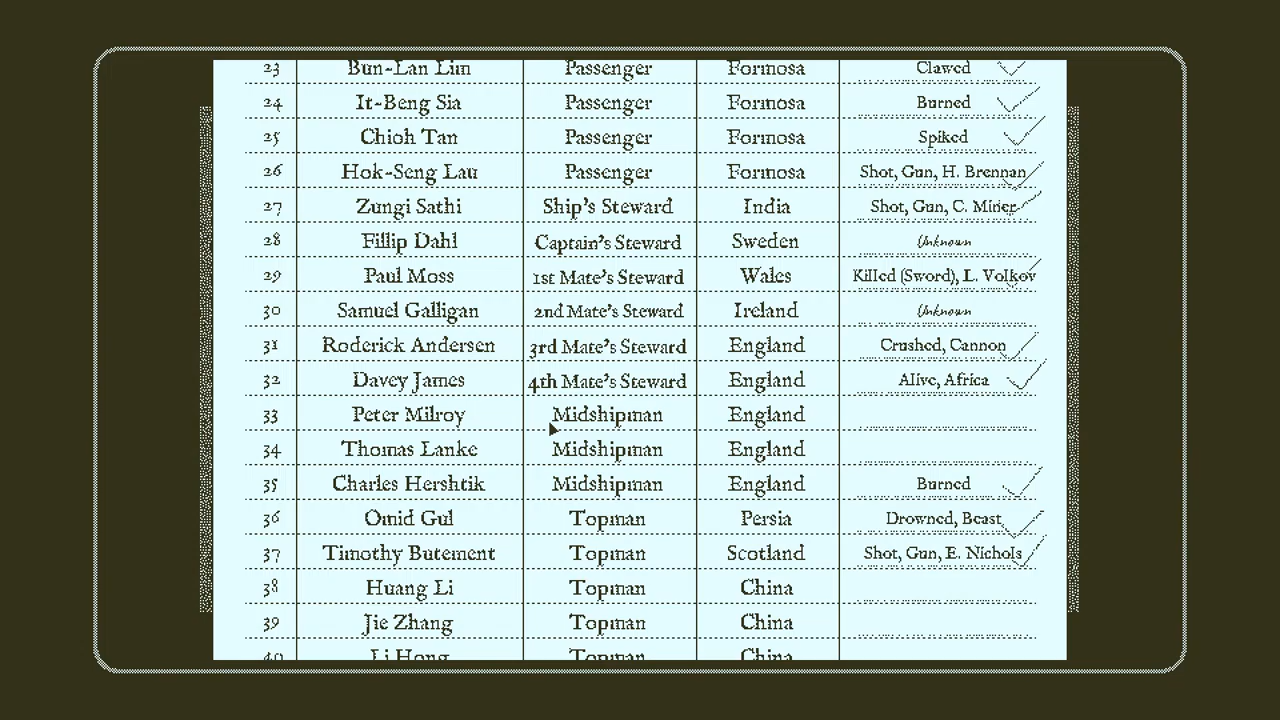 23 Bun-Lan Lim Passenger Formosa Clawed
24 It-Beng Sia Passenger Formosa Burned
25 Chioh Tan Passenger Formosa Spiked
26 Hok-Seng Lau Passenger Formosa Shot, Gun, H. Brennan
27 Zungi Sathi Ship's Steward India Shot, Gun, C. Miner
28 Fillip Dahl Captain's Steward Sweden Unknown
29 Paul Moss 1st Mate's Steward Wales Killed (Sword), L. Volkov
30 Samuel Galligan 2nd Mate's Steward Ireland Unknown
31 Roderick Andersen 3rd Mate's Steward England Crushed, Cannon
32 Davey James 4th Mate's Steward England Alive, Africa
33 Peter Milroy Midshipman England
34 Thomas Lanke Midshipman England
35 Charles Hershtik Midshipman England Burned
36 Omid Gul Topman Persia Drowned, Beast
37 Timothy Butement Topman Scotland Shot, Gun, E. Nichols
38 Huang Li Topman China
39 Jie Zhang Topman China
40 Li Hong Topman China